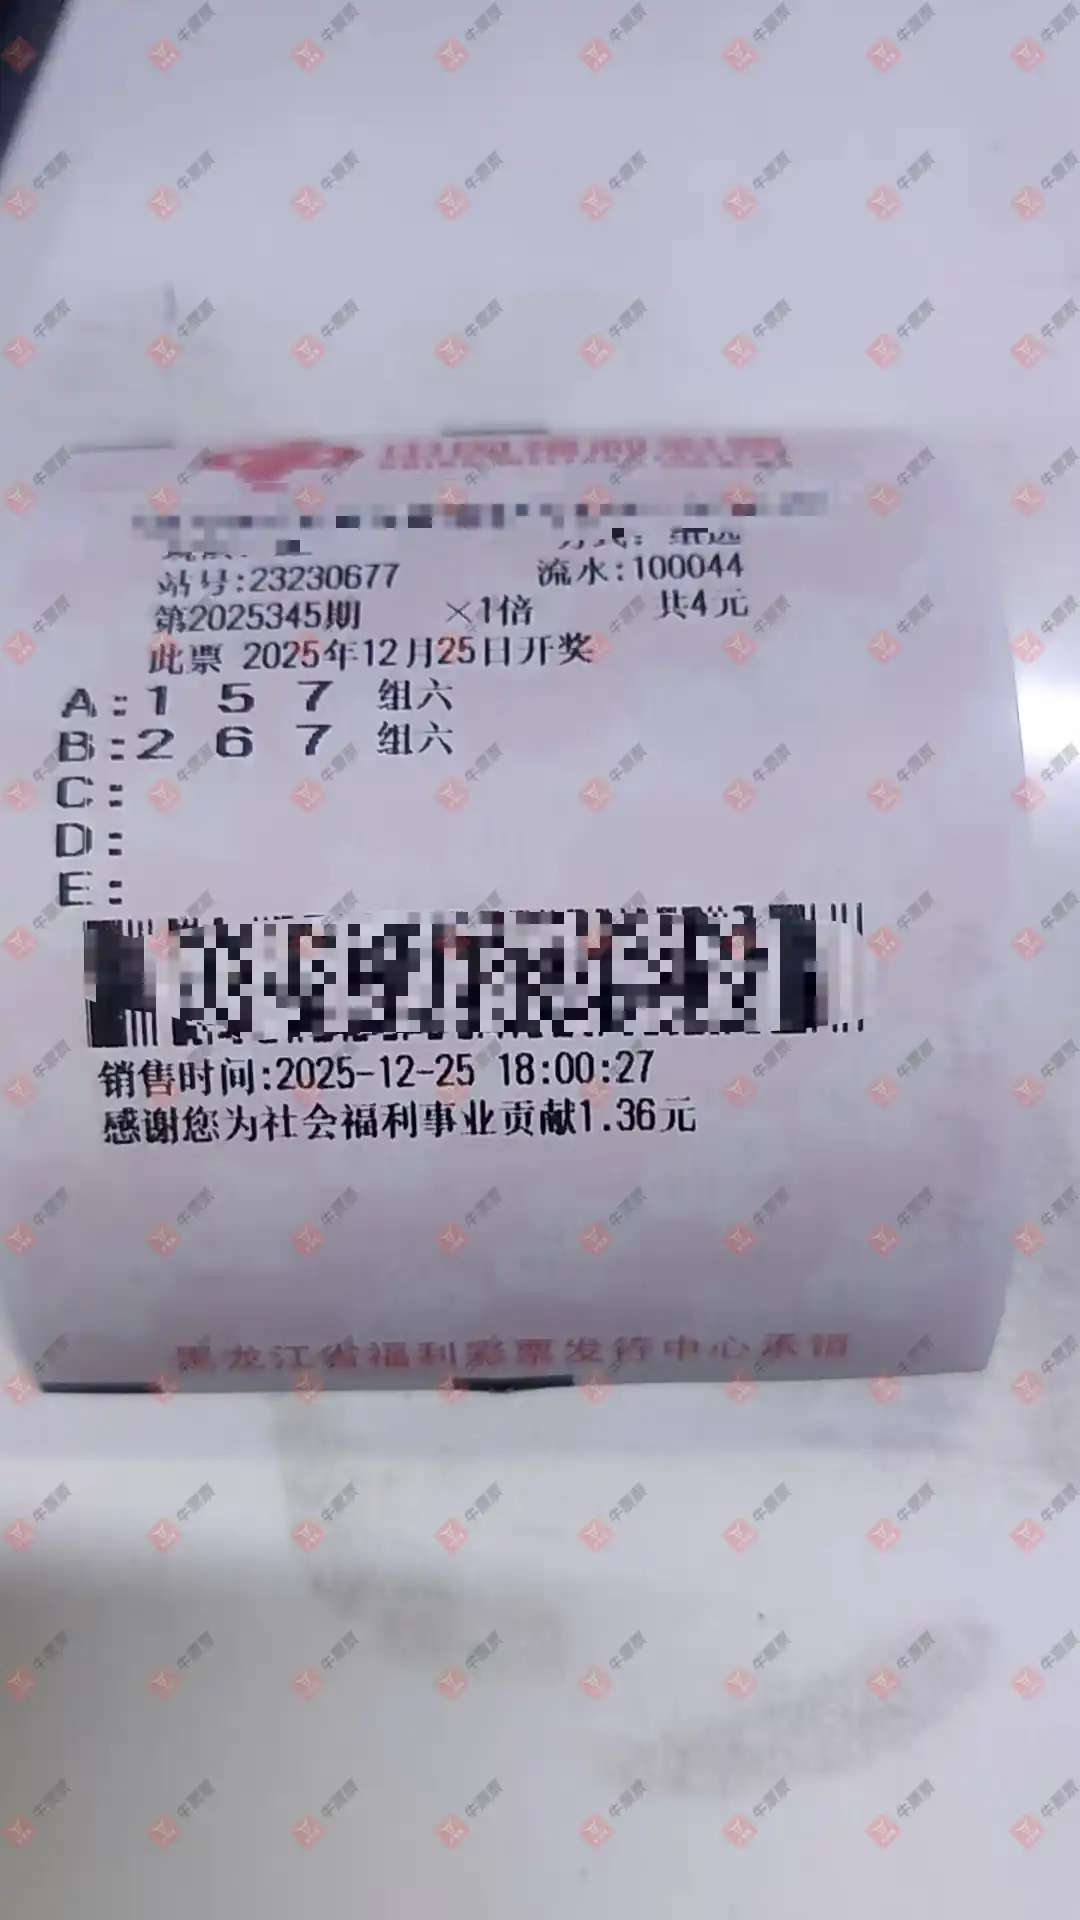 站号:23230677 流水:100044
第2025345期 ×1倍 共4元
此票 2025年12月25日开奖
A:1 5 7 组六
B:2 6 7 组六
C:
D:
E:
销售时间:2025-12-25 18:00:27
感谢您为社会福利事业贡献1.36元
黑龙江省福利彩票发行中心承销
牛票票